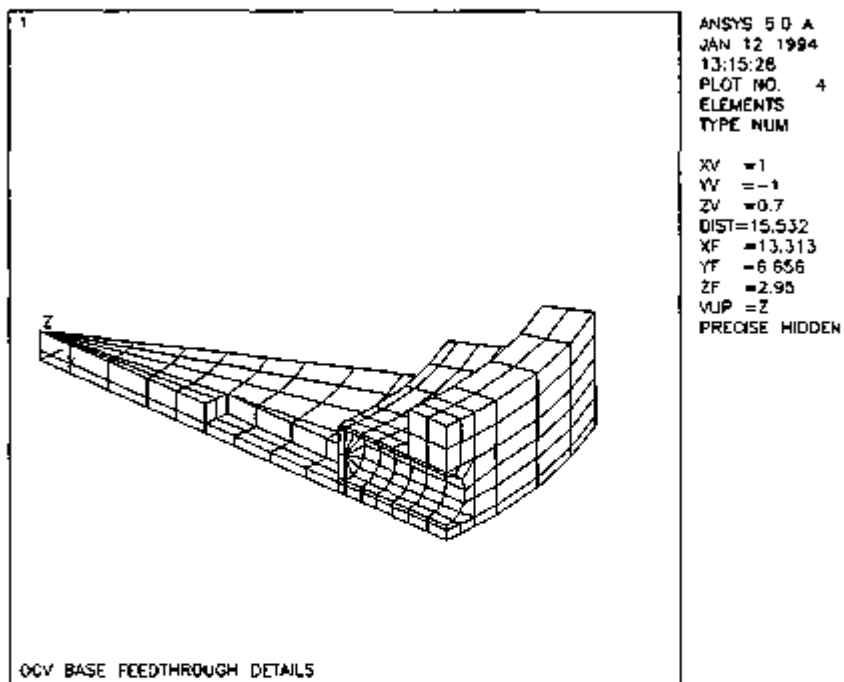 1
ANSYS 5.0 A
JAN 12 1994
13:15:28
PLOT NO. 4
ELEMENTS
TYPE NUM
XV =1
YV =-1
ZV =0.7
DIST=15.532
XF =13.313
YF =6.656
ZF =2.95
VUP =Z
PRECISE HIDDEN
Z
OCV BASE FEEDTHROUGH DETAILS